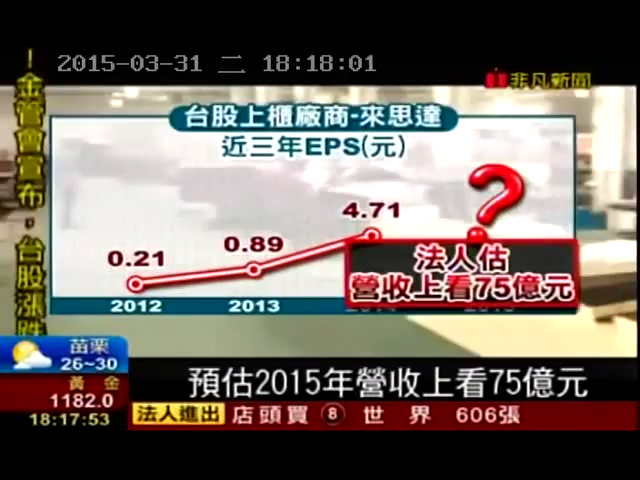 2015-03-31 二 18:18:01
非凡新聞
金管會宣布,台股漲跌
台股上櫃廠商-來思達
近三年EPS(元)
0.21
0.89
4.71
?
法人估
營收上看75億元
2012
2013
苗栗
26~30
黃金
1182.0
18:17:53
預估2015年營收上看75億元
法人進出 店頭買 8 世界 606張